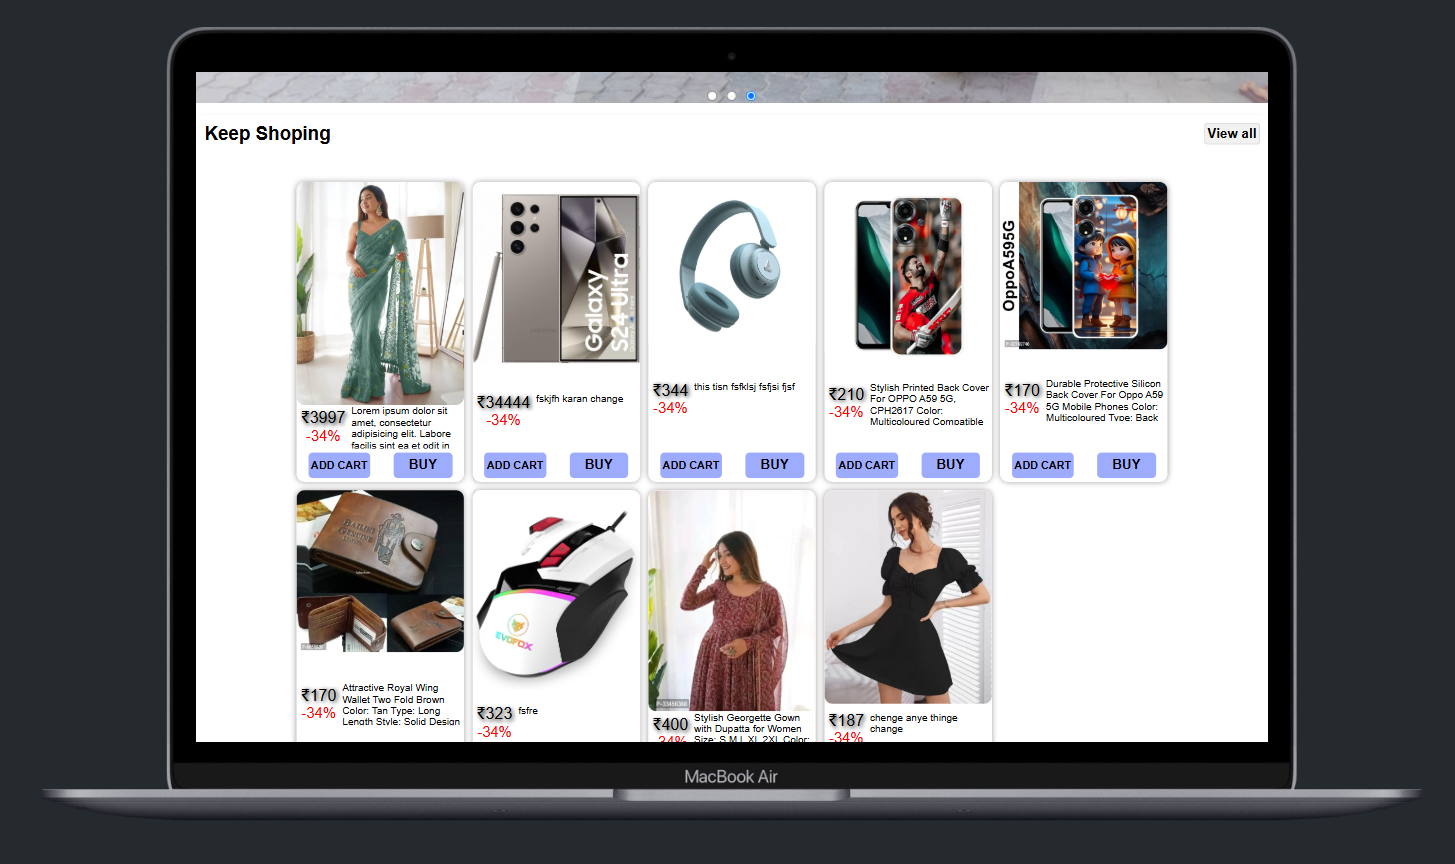 Keep Shoping
View all
Galaxy
S24 Ultra
OppoA595G
₹3997
-34%
Lorem ipsum dolor sit
amet, consectetur
adipisicing elit. Labore
facilis sint ea et odit in
ADD CART
BUY
₹34444
-34%
fskjfh karan change
ADD CART
BUY
₹344
-34%
this tisn fsfklsj fsfjsi fjsf
ADD CART
BUY
₹210
-34%
Stylish Printed Back Cover
For OPPO A59 5G,
CPH2617 Color:
Multicoloured Compatible
ADD CART
BUY
₹170
-34%
Durable Protective Silicon
Back Cover For Oppo A59
5G Mobile Phones Color:
Multicoloured Type: Back
ADD CART
BUY
BAILINI
GENUINE
₹170
-34%
Attractive Royal Wing
Wallet Two Fold Brown
Color: Tan Type: Long
Length Style: Solid Design
EVOFOX
₹323
-34%
fsfre
₹400
-34%
Stylish Georgette Gown
with Dupatta for Women
Size: S,M,L,XL,2XL Color:
₹187
-34%
chenge anye thinge
change
MacBook Air